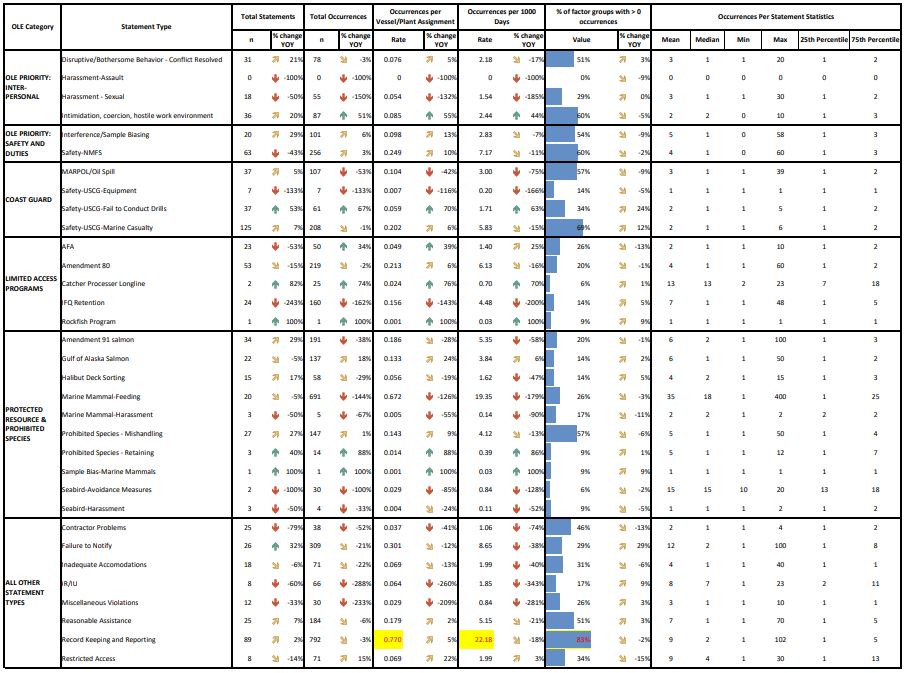 OLE Category Statement Type Total Statements Total Occurrences Occurrences per Vessel/Plant Assignment Occurrences per 1000 Days % of factor groups with > 0 occurrences Occurrences Per Statement Statistics
n % change YOY n % change YOY Rate % change YOY Rate % change YOY Value % change YOY Mean Median Min Max 25th Percentile 75th Percentile
OLE PRIORITY: INTER-PERSONAL
Disruptive/Bothersome Behavior - Conflict Resolved 31 21% 78 -3% 0.076 5% 2.18 -17% 51% 3% 3 1 1 20 1 2
Harassment-Assault 0 -100% 0 -100% 0 -100% 0 -100% 0% -9% 0 0 0 0 0 0
Harassment - Sexual 18 -50% 55 -150% 0.054 -132% 1.54 -185% 29% 0% 3 1 1 30 1 2
Intimidation, coercion, hostile work environment 36 20% 87 51% 0.085 55% 2.44 44% 60% -5% 2 2 0 10 1 3
OLE PRIORITY: SAFETY AND DUTIES
Interference/Sample Biasing 20 29% 101 6% 0.098 13% 2.83 -7% 54% -9% 5 1 0 58 1 3
Safety-NMFS 63 -43% 256 3% 0.249 10% 7.17 -11% 60% -2% 4 1 0 60 1 3
COAST GUARD
MARPOL/Oil Spill 37 5% 107 -53% 0.104 -42% 3.00 -75% 57% -9% 3 1 1 39 1 2
Safety-USCG-Equipment 7 -133% 7 -133% 0.007 -116% 0.20 -166% 14% -5% 1 1 1 1 1 1
Safety-USCG-Fail to Conduct Drills 37 53% 61 67% 0.059 70% 1.71 63% 34% 24% 2 1 1 5 1 2
Safety-USCG-Marine Casualty 125 7% 208 -1% 0.202 6% 5.83 -15% 69% 12% 2 1 1 6 1 2
LIMITED ACCESS PROGRAMS
AFA 23 -53% 50 34% 0.049 39% 1.40 25% 26% -13% 2 1 1 10 1 2
Amendment 80 53 -15% 219 -2% 0.213 6% 6.13 -16% 20% -1% 4 1 1 60 1 2
Catcher Processer Longline 2 82% 25 74% 0.024 76% 0.70 70% 6% 1% 13 13 2 23 7 18
IFQ Retention 24 -243% 160 -162% 0.156 -143% 4.48 -200% 14% 5% 7 1 1 48 1 5
Rockfish Program 1 100% 1 100% 0.001 100% 0.03 100% 9% 9% 1 1 1 1 1 1
PROTECTED RESOURCE & PROHIBITED SPECIES
Amendment 91 salmon 34 29% 191 -38% 0.186 -28% 5.35 -58% 20% -1% 6 2 1 100 1 3
Gulf of Alaska Salmon 22 -5% 137 18% 0.133 24% 3.84 6% 14% 2% 6 1 1 50 1 2
Halibut Deck Sorting 15 17% 58 -29% 0.056 -19% 1.62 -47% 14% 5% 4 2 1 15 1 3
Marine Mammal-Feeding 20 -5% 691 -144% 0.672 -126% 19.35 -179% 26% -3% 35 18 1 400 1 25
Marine Mammal-Harassment 3 -50% 5 -67% 0.005 -55% 0.14 -90% 17% -11% 2 2 1 2 2 2
Prohibited Species - Mishandling 27 27% 147 1% 0.143 9% 4.12 -13% 57% -6% 5 1 1 50 1 4
Prohibited Species - Retaining 3 40% 14 88% 0.014 88% 0.39 86% 9% 1% 5 1 1 12 1 7
Sample Bias-Marine Mammals 1 100% 1 100% 0.001 100% 0.03 100% 9% 9% 1 1 1 1 1 1
Seabird-Avoidance Measures 2 -100% 30 -100% 0.029 -85% 0.84 -128% 6% -2% 15 15 10 20 13 18
Seabird-Harassment 3 -50% 4 -33% 0.004 -24% 0.11 -52% 9% -5% 1 1 1 2 1 2
ALL OTHER STATEMENT TYPES
Contractor Problems 25 -79% 38 -52% 0.037 -41% 1.06 -74% 46% -13% 2 1 1 4 1 2
Failure to Notify 26 32% 309 -21% 0.301 -12% 8.65 -38% 29% 29% 12 2 1 100 1 8
Inadequate Accomodations 18 -6% 71 -22% 0.069 -13% 1.99 -40% 31% -6% 4 1 1 40 1 2
IR/IU 8 -60% 66 -288% 0.064 -260% 1.85 -343% 17% 9% 8 7 1 23 2 11
Miscellaneous Violations 12 -33% 30 -233% 0.029 -209% 0.84 -281% 26% 3% 3 1 1 10 1 1
Reasonable Assistance 25 7% 184 -6% 0.179 2% 5.15 -21% 51% 3% 7 1 1 70 1 5
Record Keeping and Reporting 89 2% 792 -3% 0.770 5% 22.18 -18% 83% -2% 9 2 1 102 1 5
Restricted Access 8 -14% 71 15% 0.069 22% 1.99 3% 34% -15% 9 4 1 30 1 13